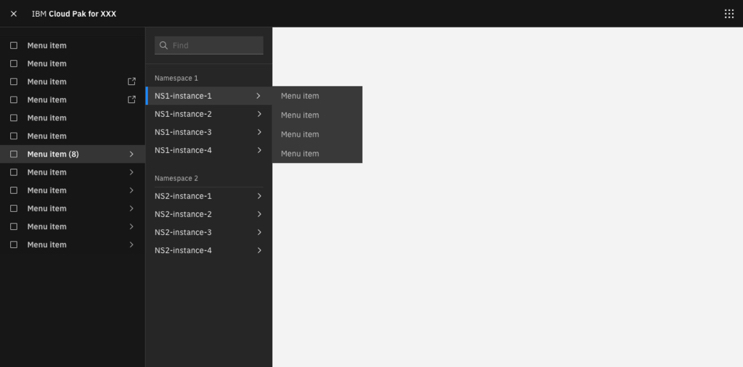 IBM Cloud Pak for XXX
Menu item
Menu item
Menu item
Menu item
Menu item
Menu item
Menu item (8)
Menu item
Menu item
Menu item
Menu item
Menu item
Find
Namespace 1
NS1-instance-1
NS1-instance-2
NS1-instance-3
NS1-instance-4
Namespace 2
NS2-instance-1
NS2-instance-2
NS2-instance-3
NS2-instance-4
Menu item
Menu item
Menu item
Menu item